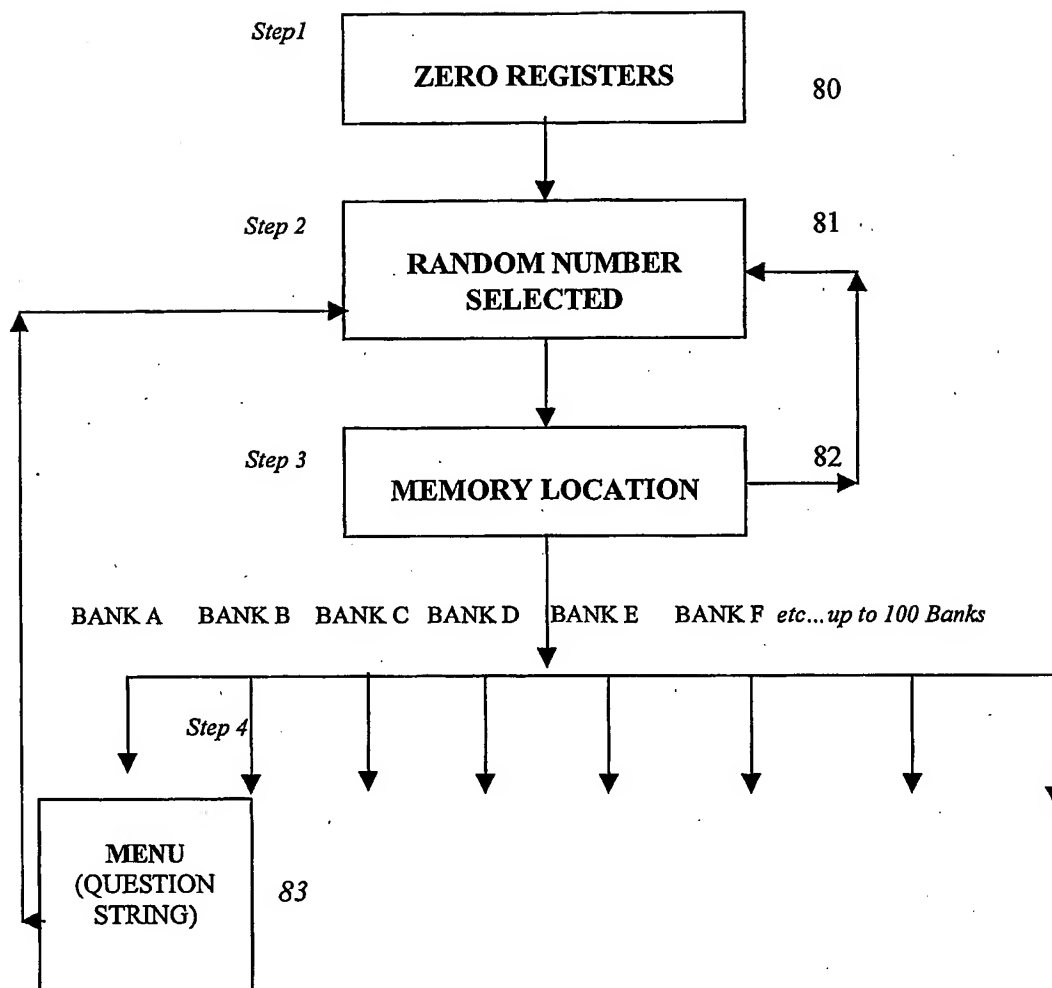 Step1
ZERO REGISTERS
80
Step 2
81
RANDOM NUMBER
SELECTED
Step 3
82
MEMORY LOCATION
BANK A BANK B BANK C BANK D BANK E BANK F etc...up to 100 Banks
Step 4
MENU
(QUESTION
STRING)
83